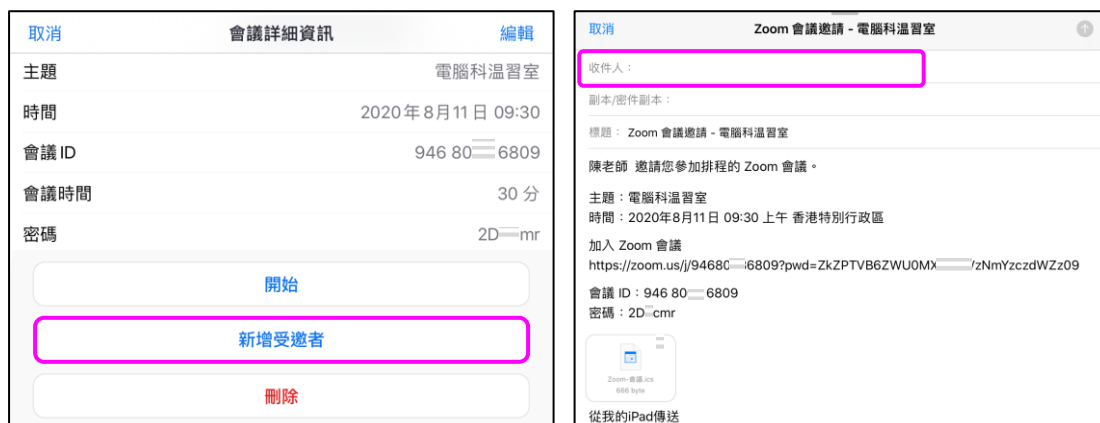 取消 會議詳細資訊 編輯
主題 電腦科温習室
時間 2020年8月11日 09:30
會議 ID 946 80 6809
會議時間 30 分
密碼 2D mr
開始
新增受邀者
刪除
取消 Zoom 會議邀請 - 電腦科温習室
收件人：
副本/密件副本：
標題： Zoom 會議邀請 - 電腦科温習室
陳老師 邀請您參加排程的 Zoom 會議。
主題：電腦科温習室
時間：2020年8月11日 09:30 上午 香港特別行政區
加入 Zoom 會議
https://zoom.us/j/94680 6809?pwd=ZkZPTVB6ZWU0MX /zNmYzczdWZz09
會議 ID：946 80 6809
密碼：2D cmr
Zoom-會議.ics
666 byte
從我的iPad傳送